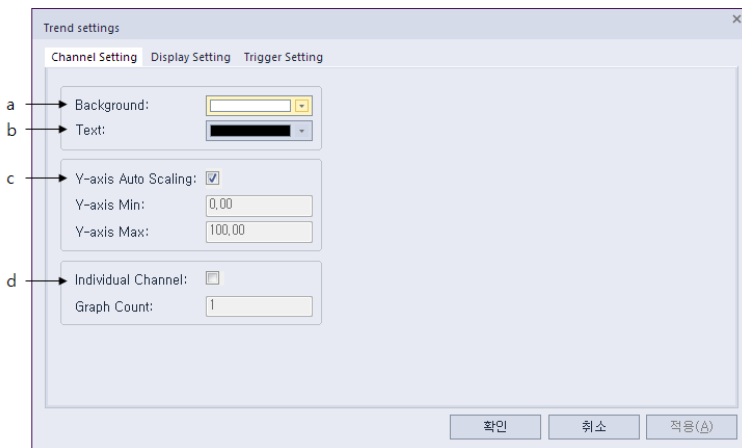 Trend settings
Channel Setting Display Setting Trigger Setting
a Background:
b Text:
c Y-axis Auto Scaling:
Y-axis Min: 0,00
Y-axis Max: 100,00
d Individual Channel:
Graph Count: 1
확인 취소 적용(A)